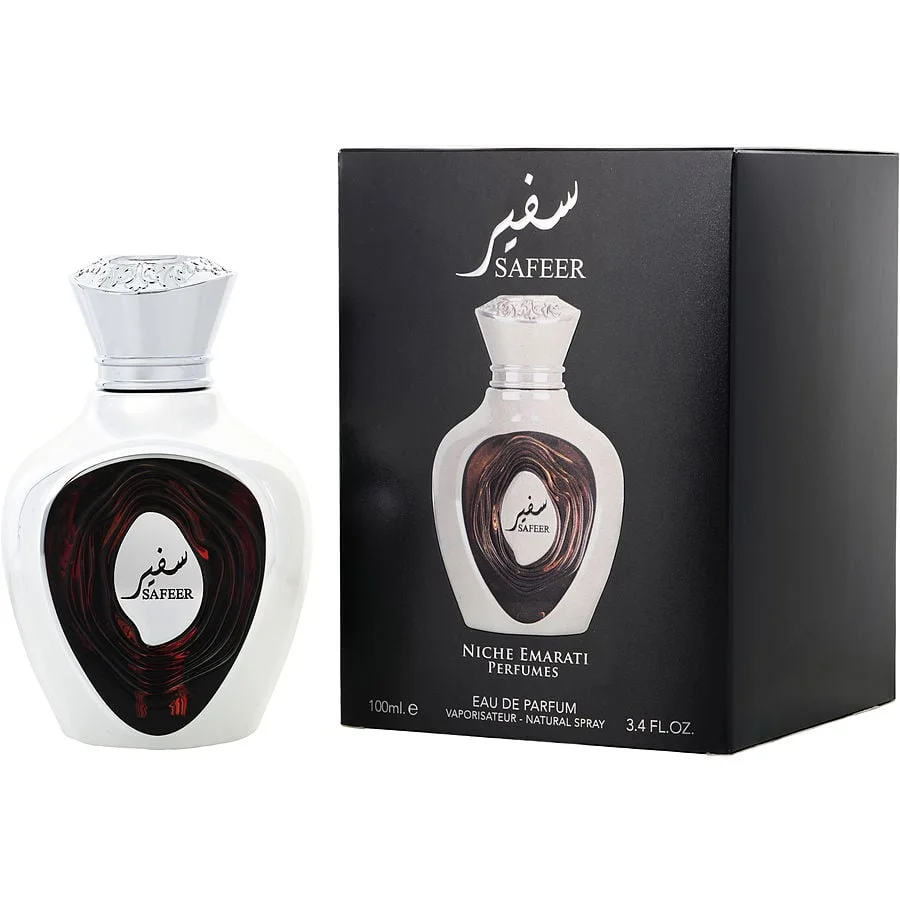 سفير
SAFEER
سفير
SAFEER
سفير
SAFEER
NICHE EMARATI
PERFUMES
100ml. e
EAU DE PARFUM
VAPORISATEUR - NATURAL SPRAY
3.4 FL.OZ.